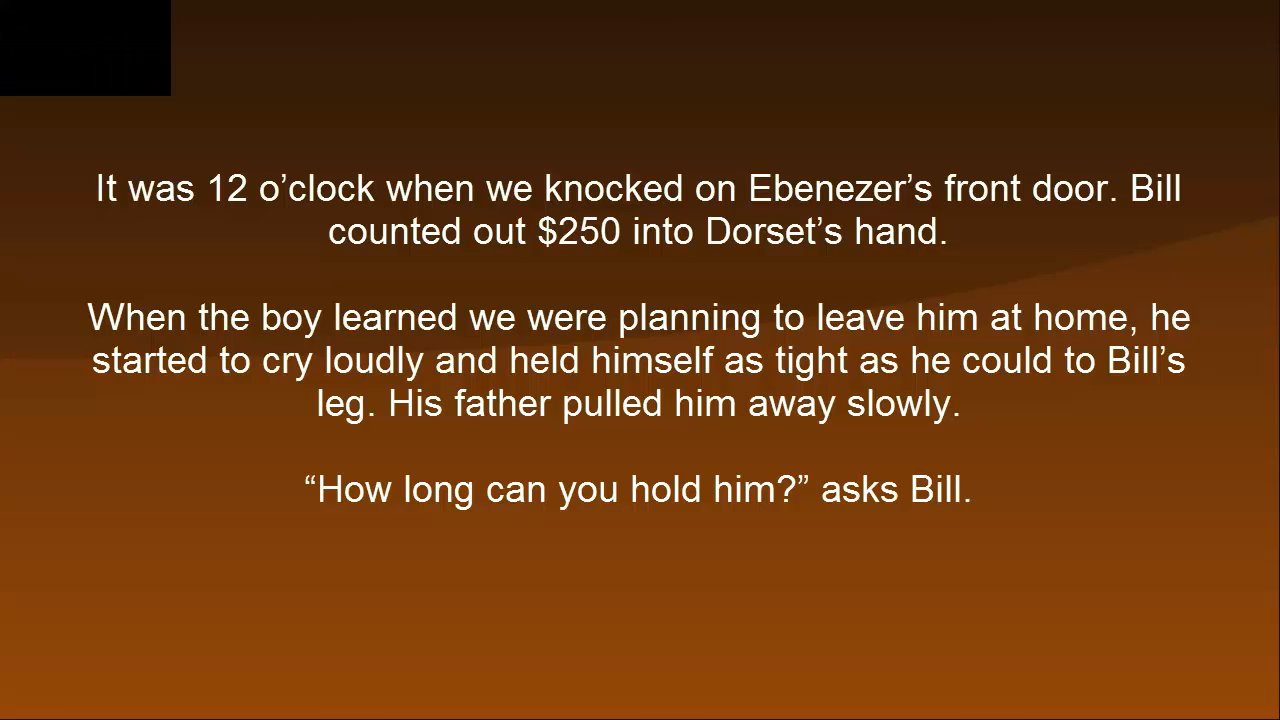 It was 12 o’clock when we knocked on Ebenezer’s front door. Bill
counted out $250 into Dorset’s hand.
When the boy learned we were planning to leave him at home, he
started to cry loudly and held himself as tight as he could to Bill’s
leg. His father pulled him away slowly.
“How long can you hold him?” asks Bill.